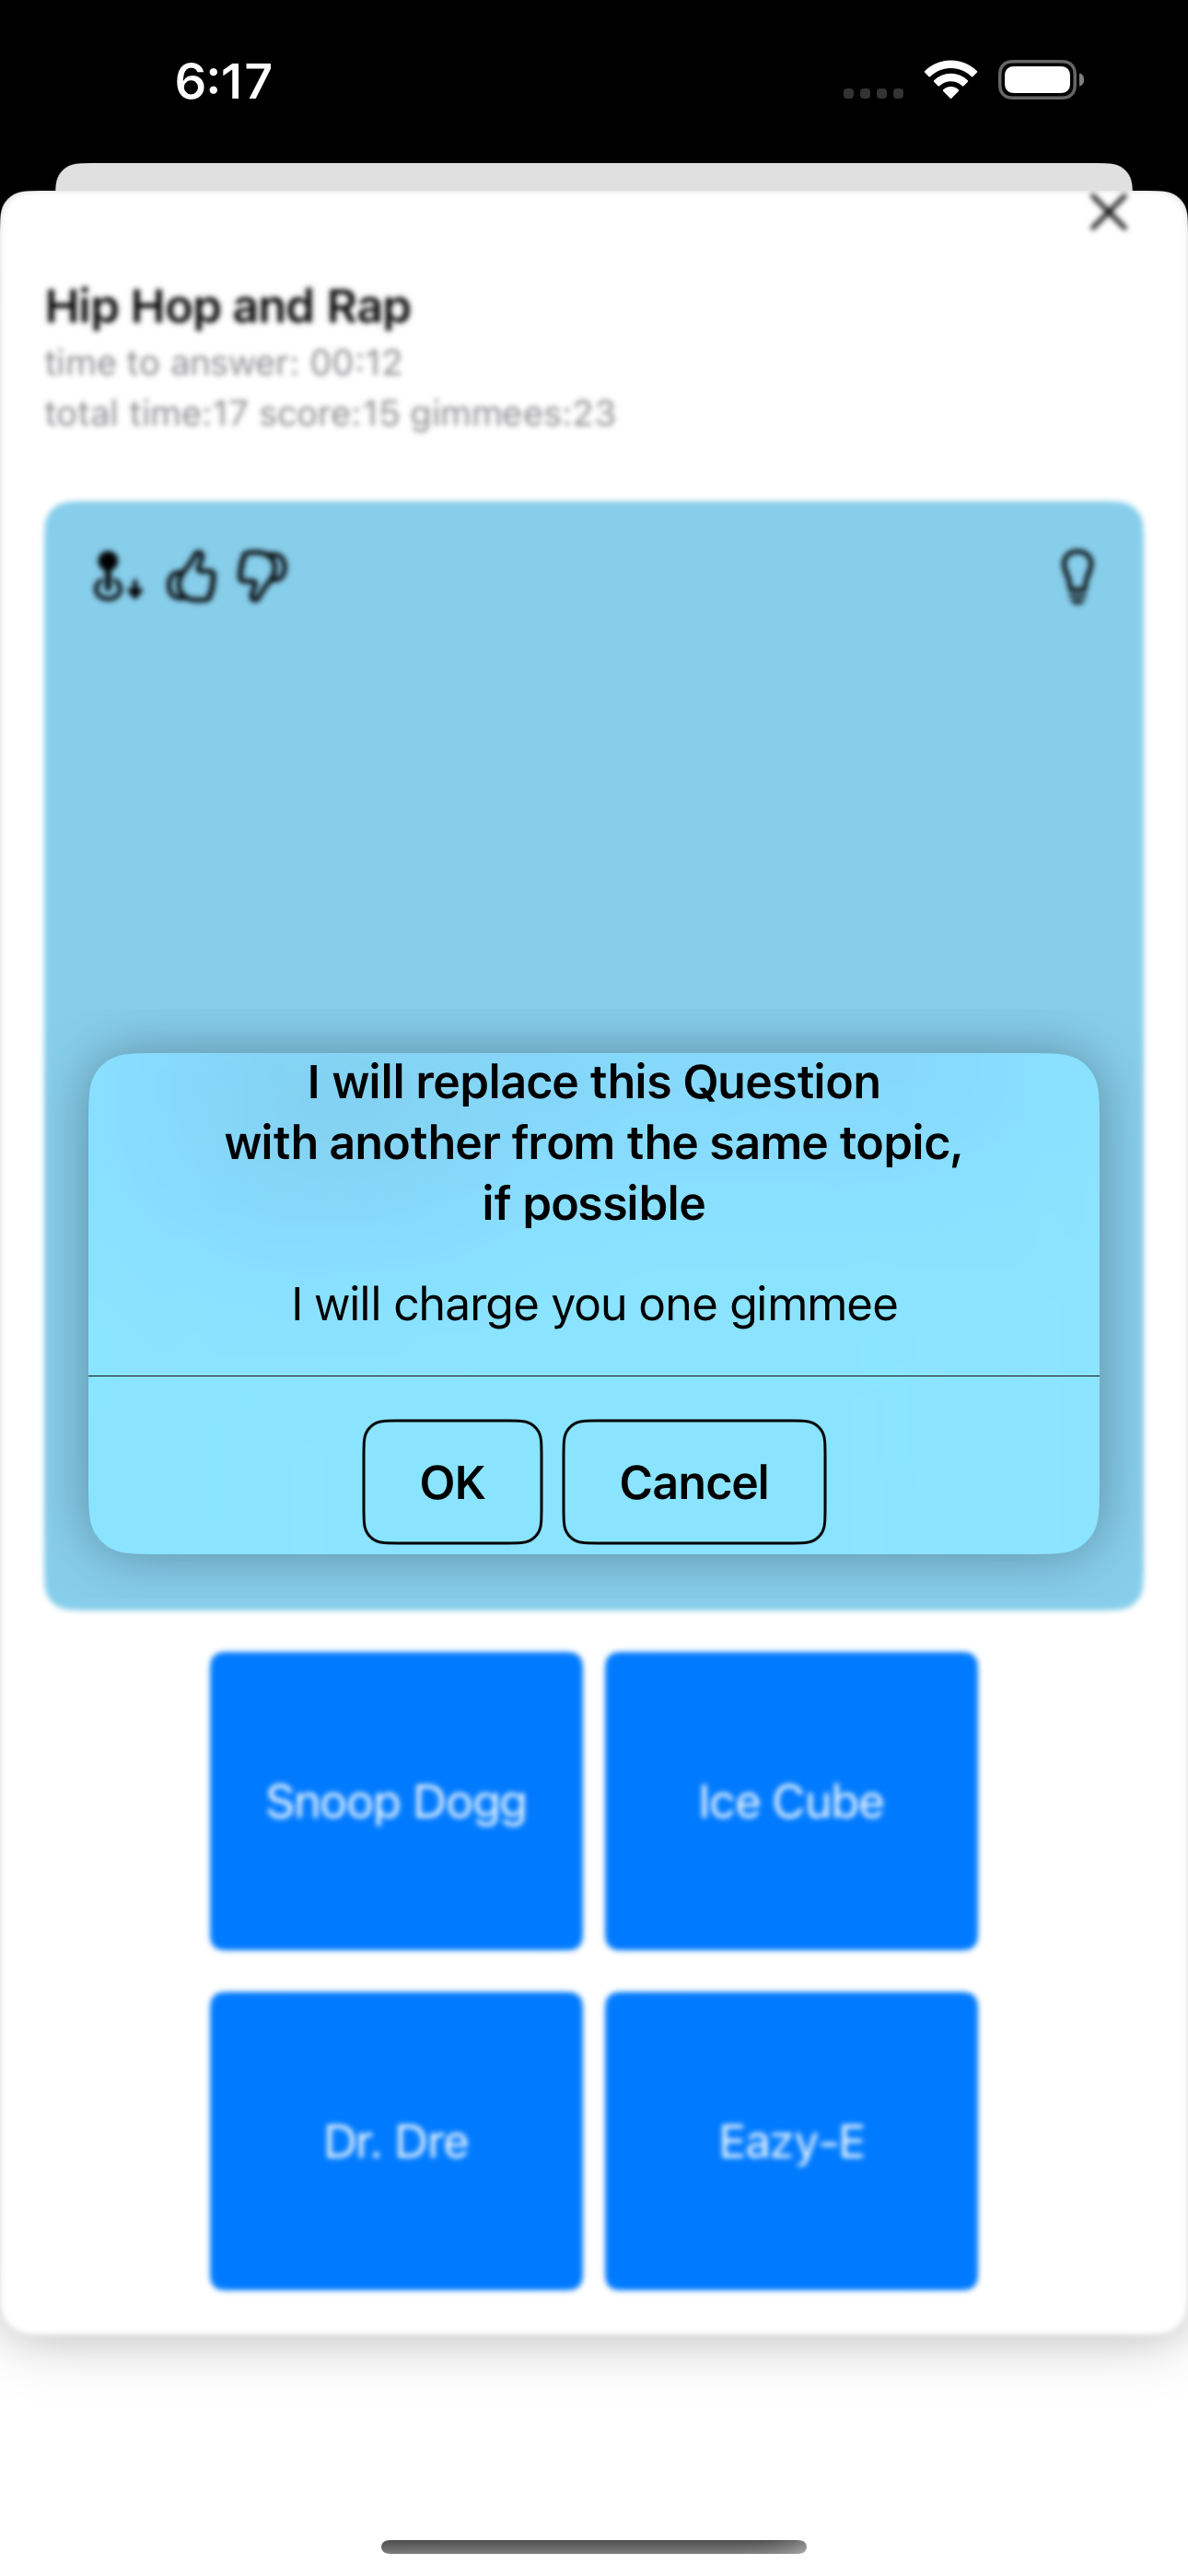 6:17
Hip Hop and Rap
time to answer: 00:12
total time:17 score:15 gimmees:23
I will replace this Question
with another from the same topic,
if possible
I will charge you one gimmee
OK Cancel
Snoop Dogg Ice Cube
Dr. Dre Eazy-E